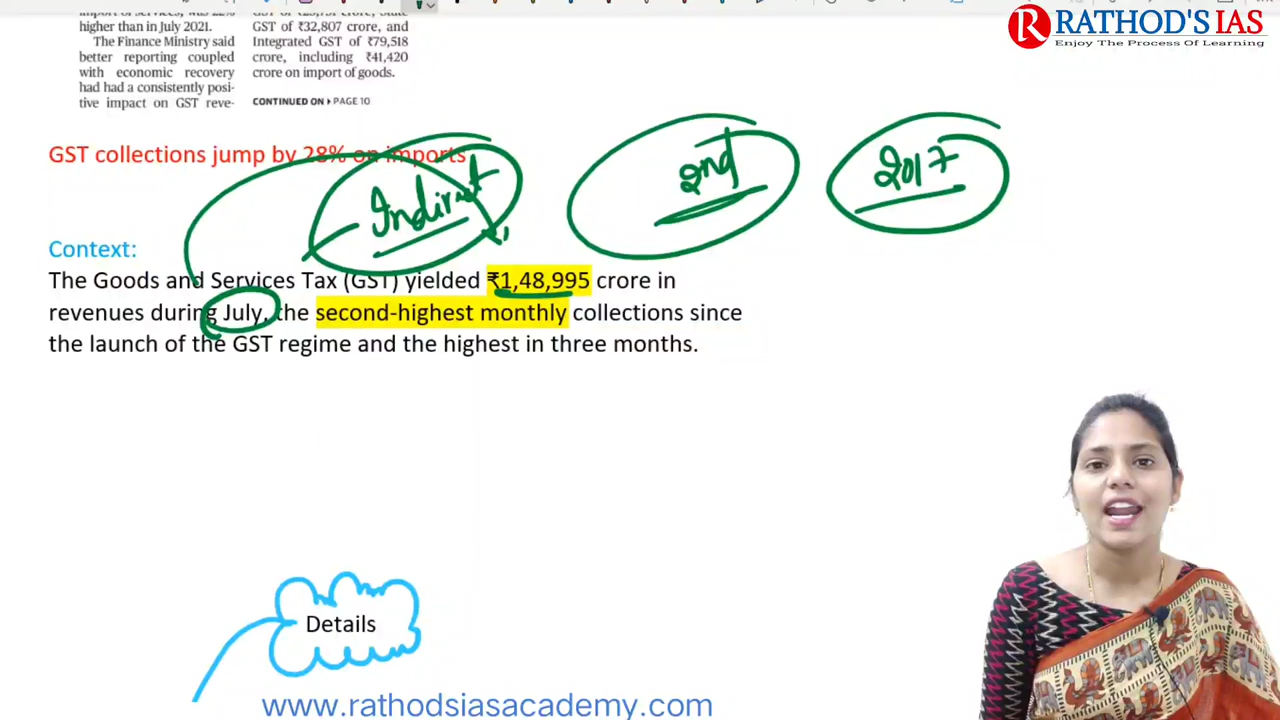 import of services, was 22%
higher than in July 2021.
The Finance Ministry said
better reporting coupled
with economic recovery
had had a consistently posi-
tive impact on GST reve-
GST of ₹32,807 crore, and
Integrated GST of ₹79,518
crore, including ₹41,420
crore on import of goods.
CONTINUED ON ▸ PAGE 10
RATHOD'S IAS
Enjoy The Process Of Learning
GST collections jump by 28% on imports
Indirect
2nd
2017
Context:
The Goods and Services Tax (GST) yielded ₹1,48,995 crore in
revenues during July, the second-highest monthly collections since
the launch of the GST regime and the highest in three months.
Details
www.rathodsiasacademy.com